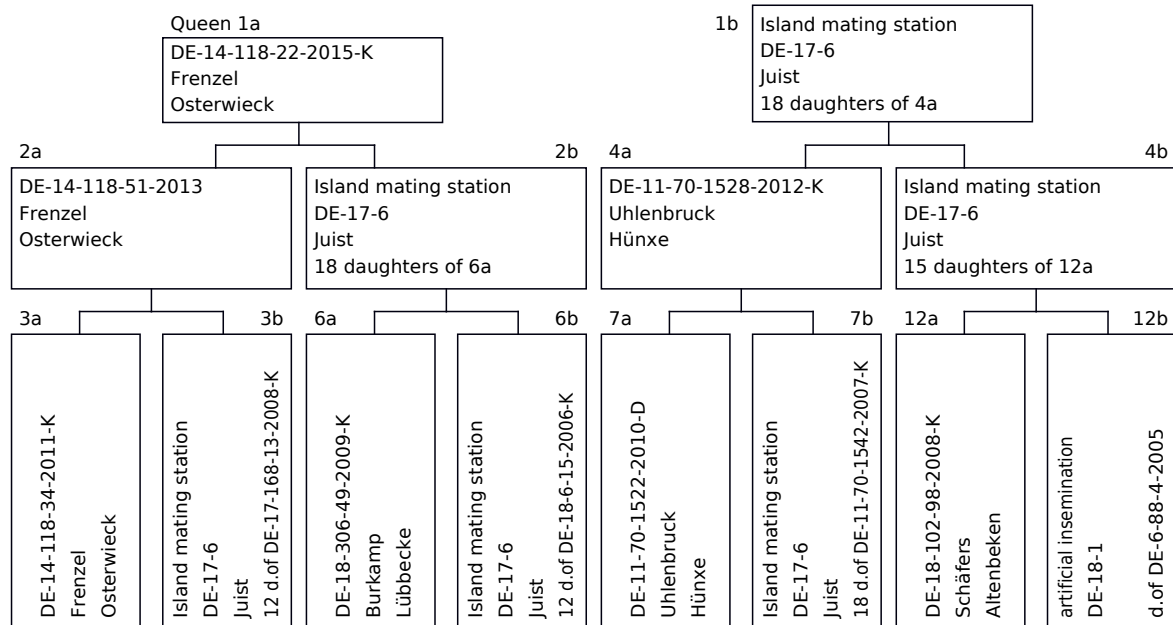 Queen 1a
DE-14-118-22-2015-K
Frenzel
Osterwieck
1b
Island mating station
DE-17-6
Juist
18 daughters of 4a
2a
DE-14-118-51-2013
Frenzel
Osterwieck
2b
Island mating station
DE-17-6
Juist
18 daughters of 6a
4a
DE-11-70-1528-2012-K
Uhlenbruck
Hünxe
4b
Island mating station
DE-17-6
Juist
15 daughters of 12a
3a
DE-14-118-34-2011-K
Frenzel
Osterwieck
3b
Island mating station
DE-17-6
Juist
12 d.of DE-17-168-13-2008-K
6a
DE-18-306-49-2009-K
Burkamp
Lübbecke
6b
Island mating station
DE-17-6
Juist
12 d.of DE-18-6-15-2006-K
7a
DE-11-70-1522-2010-D
Uhlenbruck
Hünxe
7b
Island mating station
DE-17-6
Juist
18 d.of DE-11-70-1542-2007-K
12a
DE-18-102-98-2008-K
Schäfers
Altenbeken
12b
artificial insemination
DE-18-1
d.of DE-6-88-4-2005